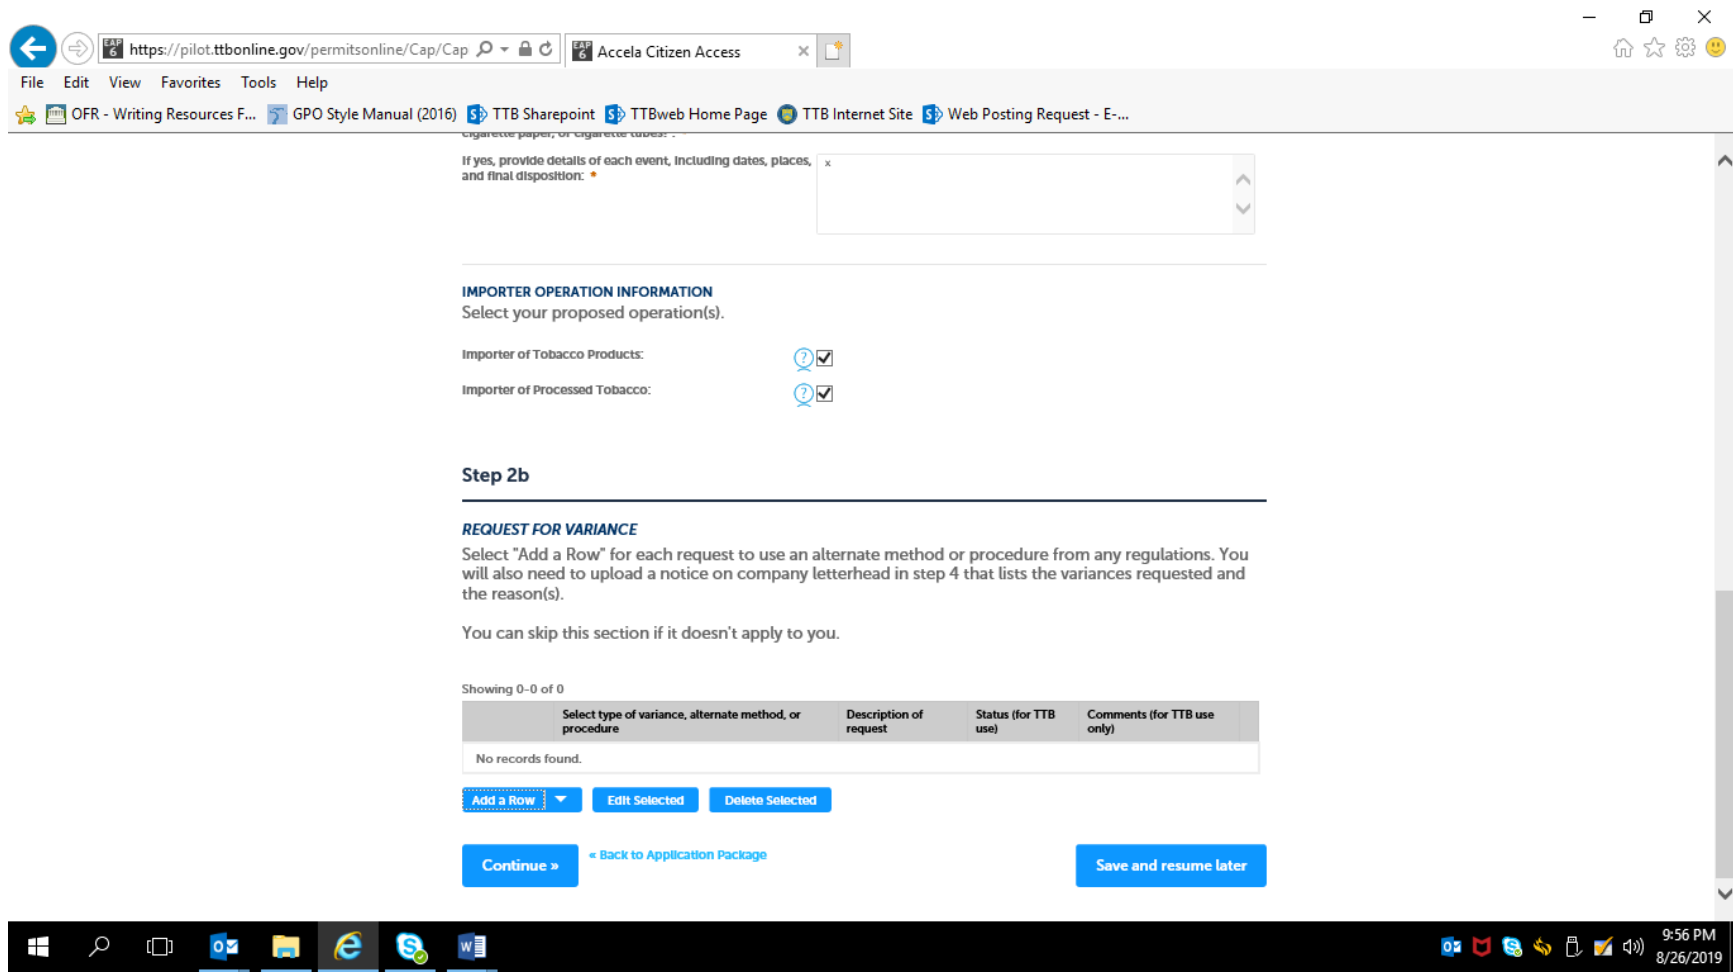 https://pilot.ttbonline.gov/permitsonline/Cap/Cap
Accela Citizen Access
File Edit View Favorites Tools Help
OFR - Writing Resources F... GPO Style Manual (2016) TTB Sharepoint TTBweb Home Page TTB Internet Site Web Posting Request - E-...
cigarette paper, or cigarette tubes? : *
If yes, provide details of each event, including dates, places,
and final disposition: *
x
IMPORTER OPERATION INFORMATION
Select your proposed operation(s).
Importer of Tobacco Products:
Importer of Processed Tobacco:
Step 2b
REQUEST FOR VARIANCE
Select "Add a Row" for each request to use an alternate method or procedure from any regulations. You
will also need to upload a notice on company letterhead in step 4 that lists the variances requested and
the reason(s).
You can skip this section if it doesn't apply to you.
Showing 0-0 of 0
Select type of variance, alternate method, or
procedure
Description of
request
Status (for TTB
use)
Comments (for TTB use
only)
No records found.
Add a Row Edit Selected Delete Selected
Continue » « Back to Application Package Save and resume later
9:56 PM
8/26/2019